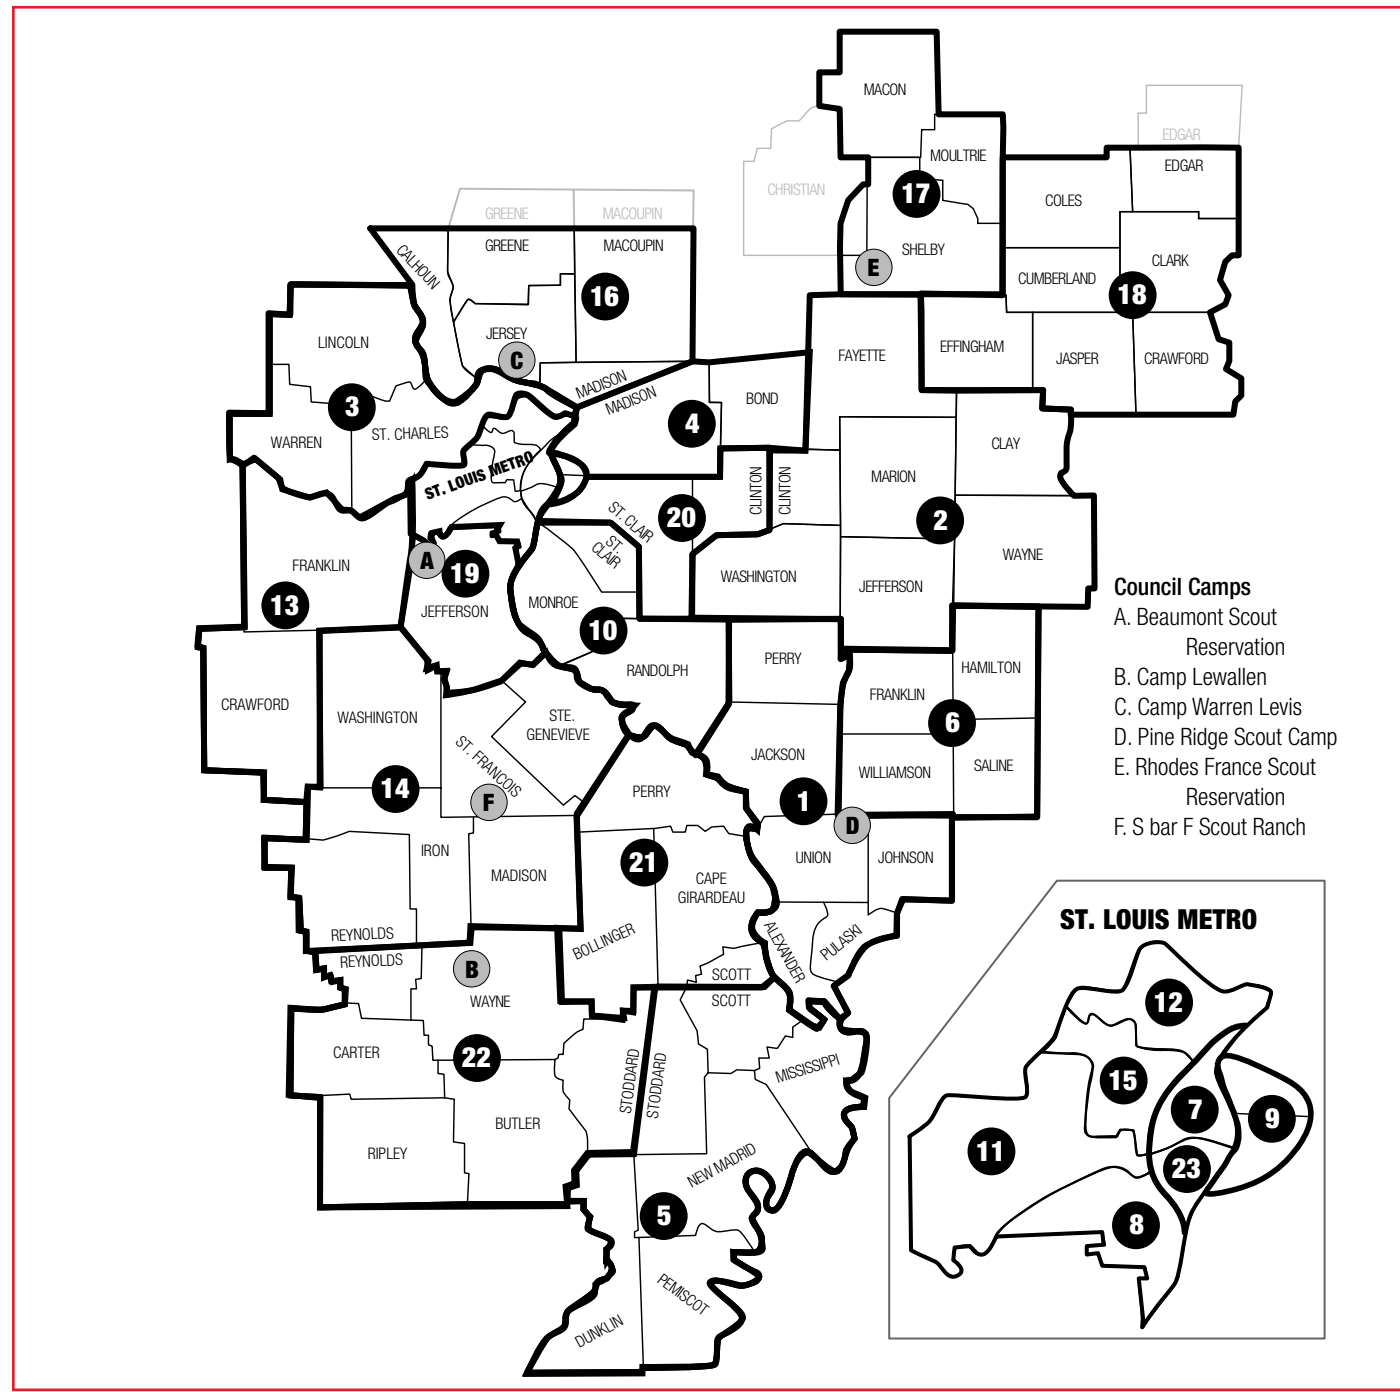 MACON
EDGAR
MOULTRIE
EDGAR
CHRISTIAN
17
COLES
GREENE
MACOUPIN
GREENE
MACOUPIN
CALHOUN
SHELBY
E
CLARK
CUMBERLAND
18
16
JERSEY
C
LINCOLN
FAYETTE
EFFINGHAM
JASPER
CRAWFORD
MADISON
MADISON
BOND
3
4
WARREN
ST. CHARLES
CLAY
ST. LOUIS METRO
MARION
CLINTON
CLINTON
20
ST. CLAIR
2
ST.
CLAIR
WAYNE
FRANKLIN
A
19
WASHINGTON
JEFFERSON
13
JEFFERSON
MONROE
10
Council Camps
A. Beaumont Scout
Reservation
B. Camp Lewallen
C. Camp Warren Levis
D. Pine Ridge Scout Camp
E. Rhodes France Scout
Reservation
F. S bar F Scout Ranch
RANDOLPH
PERRY
HAMILTON
FRANKLIN
CRAWFORD
WASHINGTON
STE.
GENEVIEVE
6
ST. FRANCOIS
JACKSON
WILLIAMSON
SALINE
14
F
PERRY
1
D
IRON
MADISON
21
CAPE
GIRARDEAU
UNION
JOHNSON
REYNOLDS
REYNOLDS
BOLLINGER
ALEXANDER
PULASKI
B
WAYNE
SCOTT
SCOTT
CARTER
22
STODDARD
STODDARD
MISSISSIPPI
BUTLER
RIPLEY
NEW MADRID
5
PEMISCOT
DUNKLIN
ST. LOUIS METRO
12
15
7
9
11
23
8